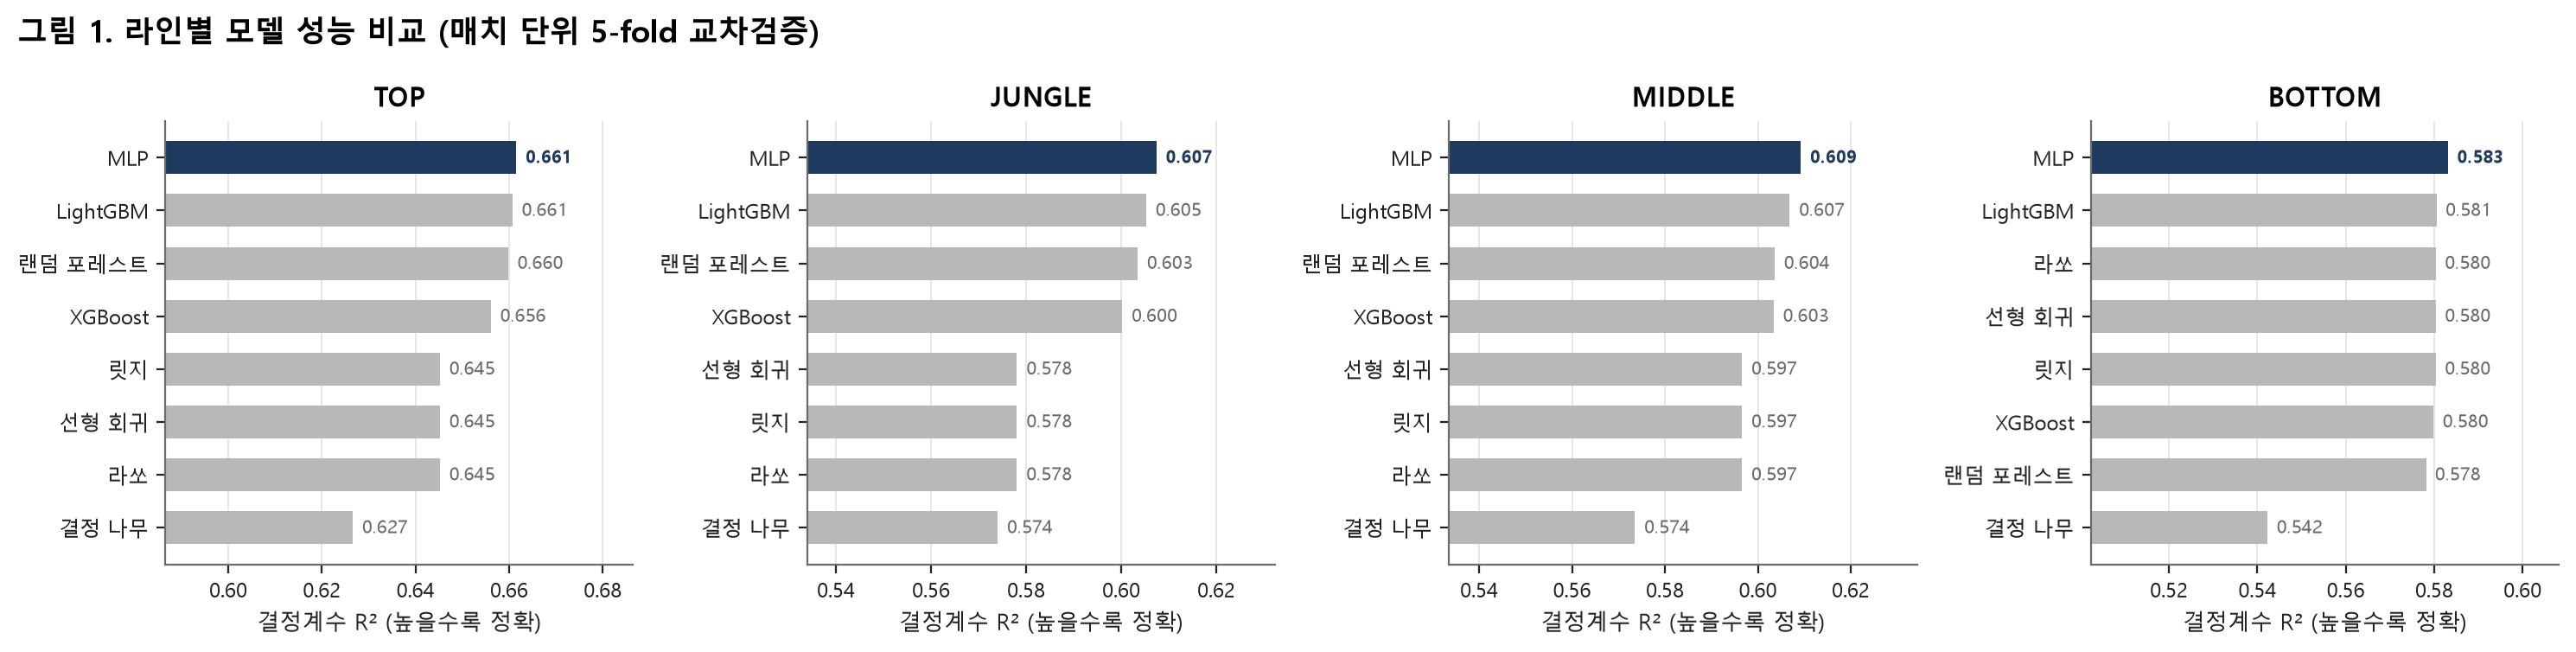 그림 1. 라인별 모델 성능 비교 (매치 단위 5-fold 교차검증)
TOP
MLP 0.661
LightGBM 0.661
랜덤 포레스트 0.660
XGBoost 0.656
릿지 0.645
선형 회귀 0.645
라쏘 0.645
결정 나무 0.627
0.60 0.62 0.64 0.66 0.68
결정계수 R² (높을수록 정확)
JUNGLE
MLP 0.607
LightGBM 0.605
랜덤 포레스트 0.603
XGBoost 0.600
선형 회귀 0.578
릿지 0.578
라쏘 0.578
결정 나무 0.574
0.54 0.56 0.58 0.60 0.62
결정계수 R² (높을수록 정확)
MIDDLE
MLP 0.609
LightGBM 0.607
랜덤 포레스트 0.604
XGBoost 0.603
선형 회귀 0.597
릿지 0.597
라쏘 0.597
결정 나무 0.574
0.54 0.56 0.58 0.60 0.62
결정계수 R² (높을수록 정확)
BOTTOM
MLP 0.583
LightGBM 0.581
라쏘 0.580
선형 회귀 0.580
릿지 0.580
XGBoost 0.580
랜덤 포레스트 0.578
결정 나무 0.542
0.52 0.54 0.56 0.58 0.60
결정계수 R² (높을수록 정확)